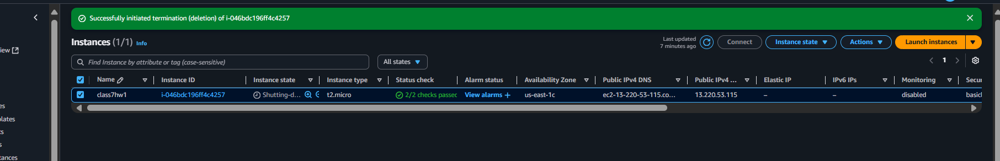 Successfully initiated termination (deletion) of i-046bdc196ff4c4257
Instances (1/1) Info
Last updated
7 minutes ago
Connect
Instance state
Actions
Launch instances
iew
Find Instance by attribute or tag (case-sensitive)
All states
1
Name Instance ID Instance state Instance type Status check Alarm status Availability Zone Public IPv4 DNS Public IPv4 ... Elastic IP IPv6 IPs Monitoring Secur
class7hw1 i-046bdc196ff4c4257 Shutting-d... t2.micro 2/2 checks passec View alarms + us-east-1c ec2-13-220-53-115.co... 13.220.53.115 – – disabled basicl
es
plates
ts
s
tances